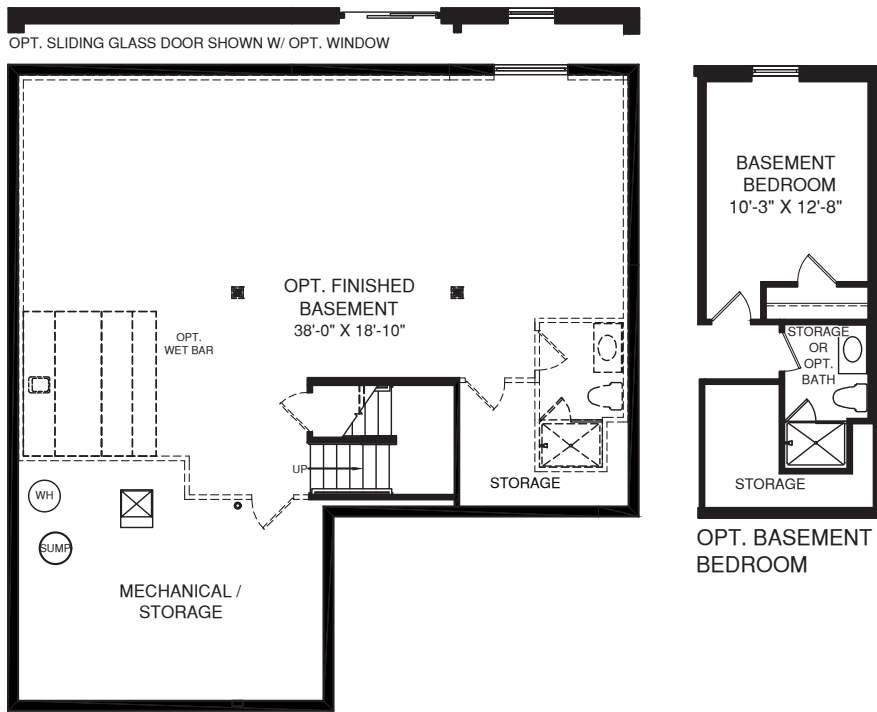 OPT. SLIDING GLASS DOOR SHOWN W/ OPT. WINDOW
OPT. FINISHED
BASEMENT
38'-0" X 18'-10"
OPT.
WET BAR
UP
WH
SUMP
MECHANICAL /
STORAGE
STORAGE
BASEMENT
BEDROOM
10'-3" X 12'-8"
STORAGE
OR
OPT.
BATH
STORAGE
OPT. BASEMENT
BEDROOM